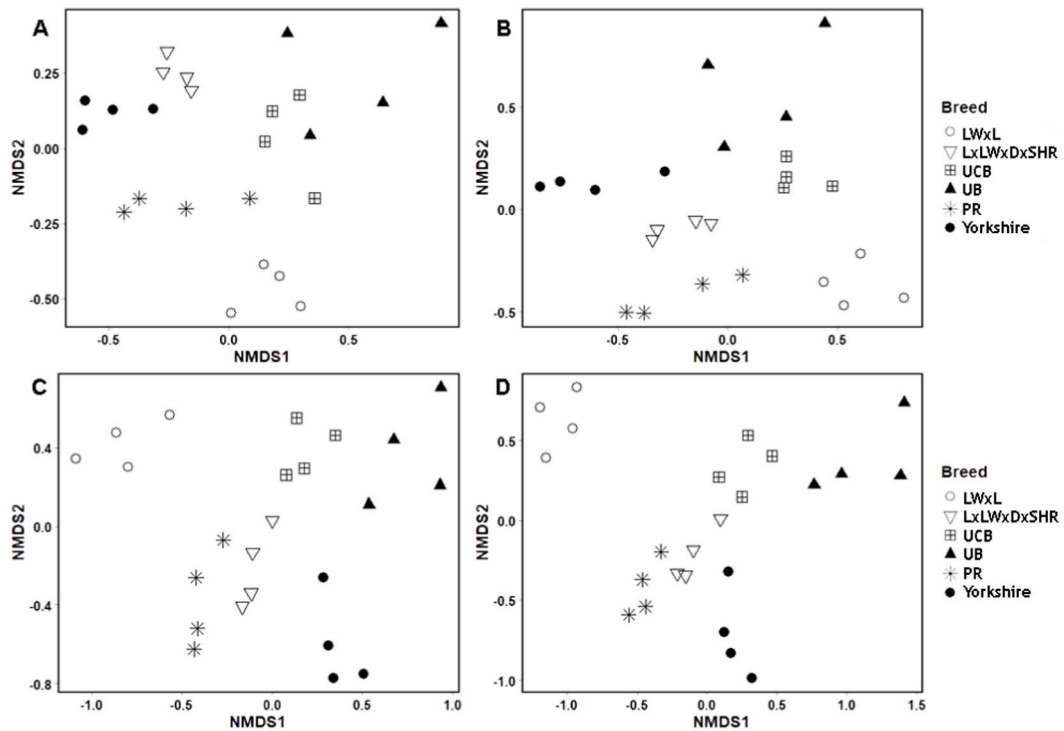 A
0.25
0.00
-0.25
-0.50
NMDS2
-0.5
0.0
0.5
NMDS1
B
0.5
0.0
-0.5
NMDS2
-0.5
0.0
0.5
NMDS1
Breed
LWxL
LxLWxDxSHR
UCB
UB
PR
Yorkshire
C
0.4
0.0
-0.4
-0.8
NMDS2
-1.0
-0.5
0.0
0.5
1.0
NMDS1
D
0.5
0.0
-0.5
-1.0
NMDS2
-1.0
-0.5
0.0
0.5
1.0
1.5
NMDS1
Breed
LWxL
LxLWxDxSHR
UCB
UB
PR
Yorkshire